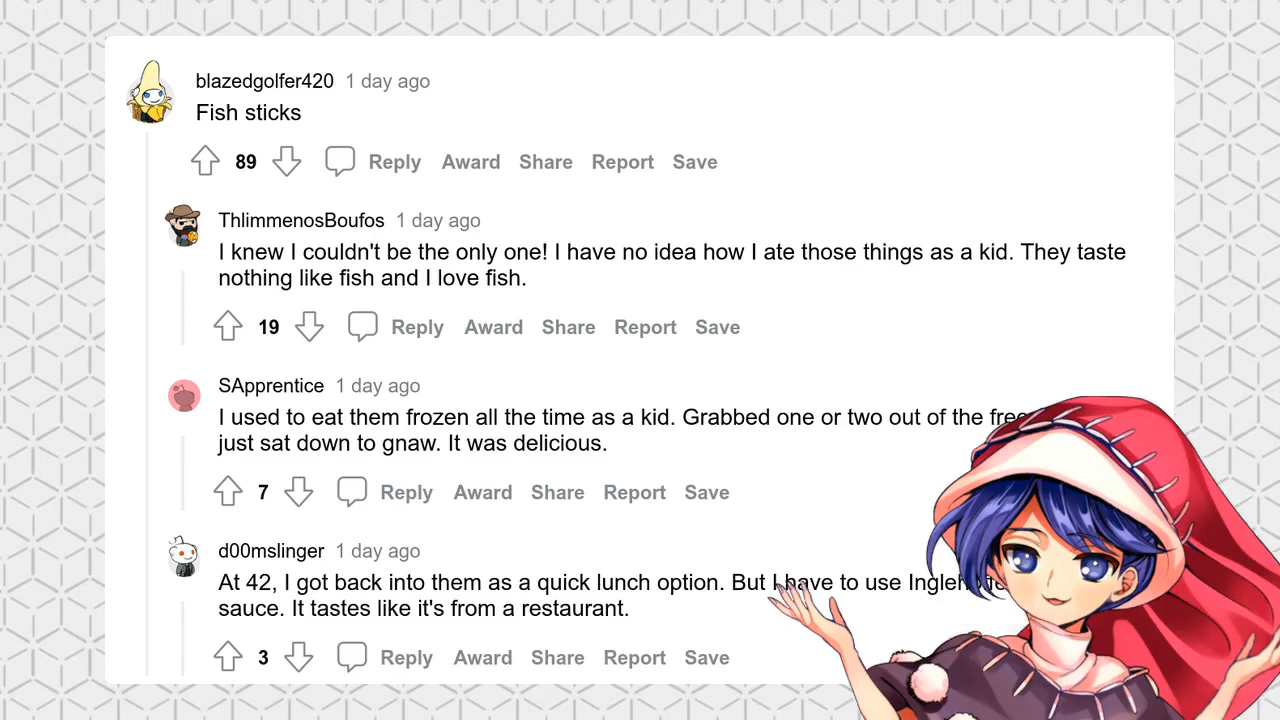 blazedgolfer420 1 day ago
Fish sticks
89 Reply Award Share Report Save
ThlimmenosBoufos 1 day ago
I knew I couldn't be the only one! I have no idea how I ate those things as a kid. They taste
nothing like fish and I love fish.
19 Reply Award Share Report Save
SApprentice 1 day ago
I used to eat them frozen all the time as a kid. Grabbed one or two out of the
just sat down to gnaw. It was delicious.
7 Reply Award Share Report Save
d00mslinger 1 day ago
At 42, I got back into them as a quick lunch option. But I have to use
sauce. It tastes like it's from a restaurant.
3 Reply Award Share Report Save